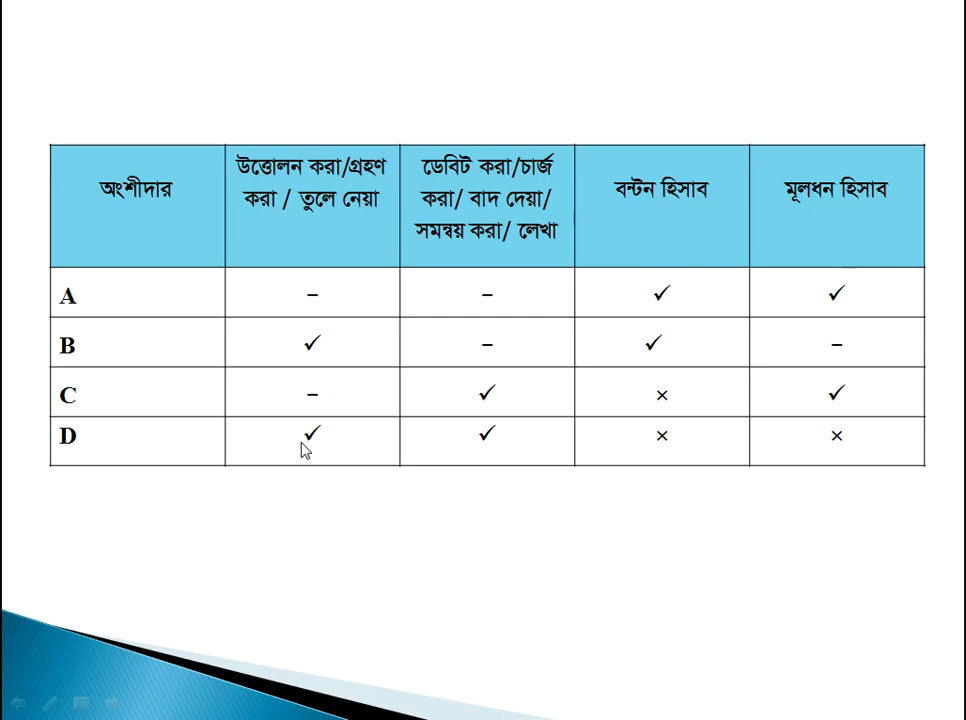 অংশীদার
উত্তোলন করা/গ্রহণ
করা / তুলে নেয়া
ডেবিট করা/চার্জ
করা/ বাদ দেয়া/
সমন্বয় করা/ লেখা
বন্টন হিসাব
মূলধন হিসাব
A – – ✓ ✓
B ✓ – ✓ –
C – ✓ × ✓
D ✓ ✓ × ×